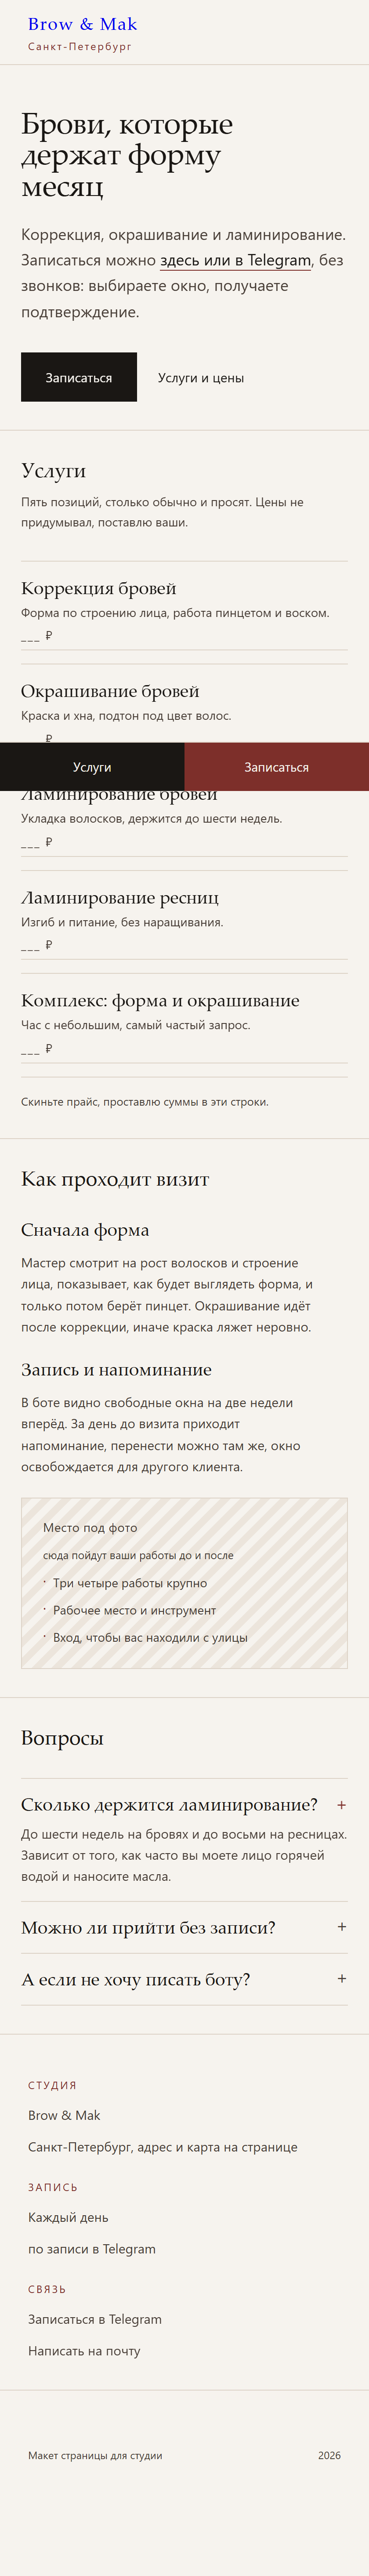 Brow & Mak
Санкт-Петербург
Брови, которые
держат форму
месяц
Коррекция, окрашивание и ламинирование.
Записаться можно здесь или в Telegram, без
звонков: выбираете окно, получаете
подтверждение.
Записаться
Услуги и цены
Услуги
Пять позиций, столько обычно и просят. Цены не
придумывал, поставлю ваши.
Коррекция бровей
Форма по строению лица, работа пинцетом и воском.
___ ₽
Окрашивание бровей
Краска и хна, подтон под цвет волос.
₽
Услуги
Записаться
Ламинирование бровей
Укладка волосков, держится до шести недель.
___ ₽
Ламинирование ресниц
Изгиб и питание, без наращивания.
___ ₽
Комплекс: форма и окрашивание
Час с небольшим, самый частый запрос.
___ ₽
Скиньте прайс, проставлю суммы в эти строки.
Как проходит визит
Сначала форма
Мастер смотрит на рост волосков и строение
лица, показывает, как будет выглядеть форма, и
только потом берёт пинцет. Окрашивание идёт
после коррекции, иначе краска ляжет неровно.
Запись и напоминание
В боте видно свободные окна на две недели
вперёд. За день до визита приходит
напоминание, перенести можно там же, окно
освобождается для другого клиента.
Место под фото
сюда пойдут ваши работы до и после
· Три четыре работы крупно
· Рабочее место и инструмент
· Вход, чтобы вас находили с улицы
Вопросы
Сколько держится ламинирование? +
До шести недель на бровях и до восьми на ресницах.
Зависит от того, как часто вы моете лицо горячей
водой и наносите масла.
Можно ли прийти без записи? +
А если не хочу писать боту? +
СТУДИЯ
Brow & Mak
Санкт-Петербург, адрес и карта на странице
ЗАПИСЬ
Каждый день
по записи в Telegram
СВЯЗЬ
Записаться в Telegram
Написать на почту
Макет страницы для студии
2026